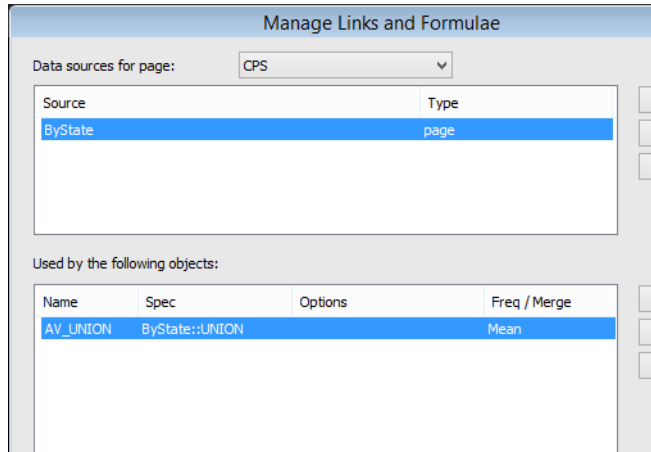 Manage Links and Formulae
Data sources for page: CPS
Source Type
ByState page
Used by the following objects:
Name Spec Options Freq / Merge
AV_UNION ByState::UNION Mean